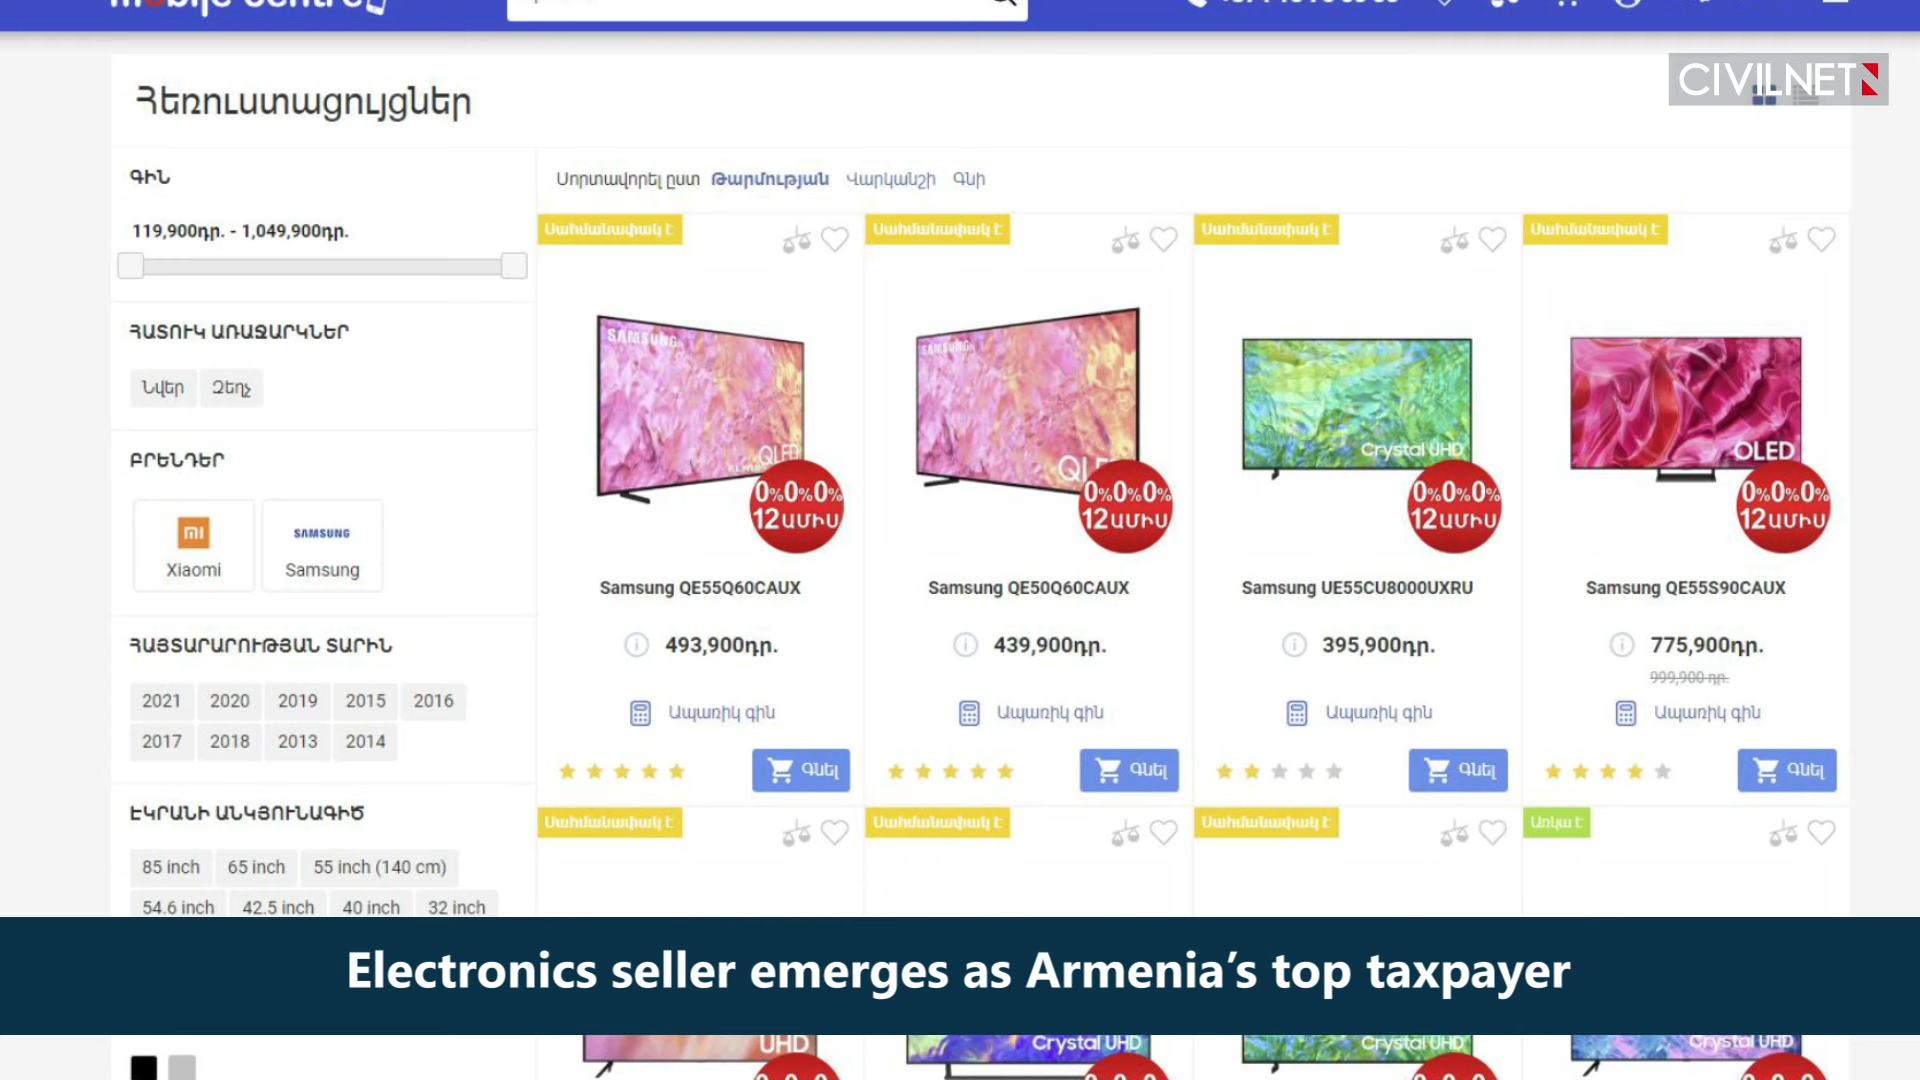 CIVILNET
Հեռուստացույցներ
ԳԻՆ
119,900դր. - 1,049,900դր.
ՀԱՏՈՒԿ ԱՌԱՋԱՐԿՆԵՐ
Նվեր Զեղչ
ԲՐԵՆԴԵՐ
mi SAMSUNG
Xiaomi Samsung
ՀԱՅՏԱՐԱՐՈՒԹՅԱՆ ՏԱՐԻՆ
2021 2020 2019 2015 2016
2017 2018 2013 2014
ԷԿՐԱՆԻ ԱՆԿՅՈՒՆԱԳԻԾ
85 inch 65 inch 55 inch (140 cm)
54.6 inch 42.5 inch 40 inch 32 inch
Սորտավորել ըստ Թարմության Վարկանշի Գնի
Սահմանափակ է Սահմանափակ է Սահմանափակ է Սահմանափակ է
SAMSUNG SAMSUNG
QLED Crystal UHD OLED
0%0%0% 0%0%0% 0%0%0% 0%0%0%
12ԱՄԻՍ 12ԱՄԻՍ 12ԱՄԻՍ 12ԱՄԻՍ
Samsung QE55Q60CAUX Samsung QE50Q60CAUX Samsung UE55CU8000UXRU Samsung QE55S90CAUX
493,900դր. 439,900դր. 395,900դր. 775,900դր.
999,900 դր.
Ապառիկ գին Ապառիկ գին Ապառիկ գին Ապառիկ գին
Գնել Գնել Գնել Գնել
Սահմանափակ է Սահմանափակ է Սահմանափակ է Առկա է
Electronics seller emerges as Armenia’s top taxpayer
UHD Crystal UHD Crystal UHD Crystal UHD